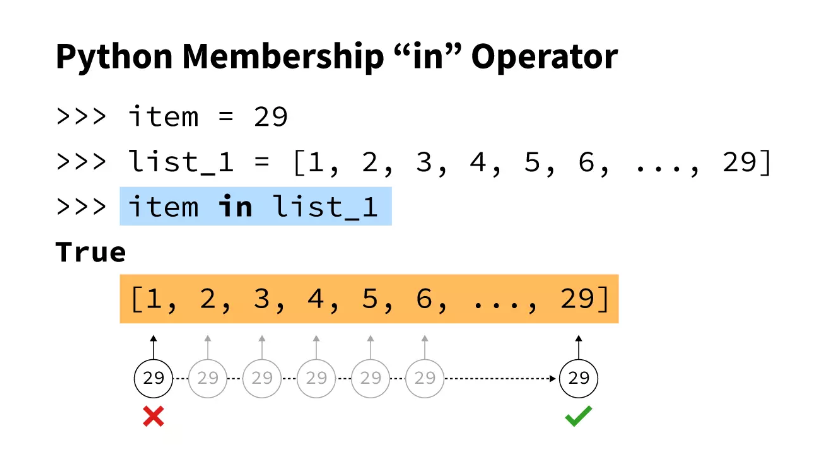 Python Membership “in” Operator
>>> item = 29
>>> list_1 = [1, 2, 3, 4, 5, 6, ..., 29]
>>> item in list_1
True
[1, 2, 3, 4, 5, 6, ..., 29]
29 29 29 29 29 29 29